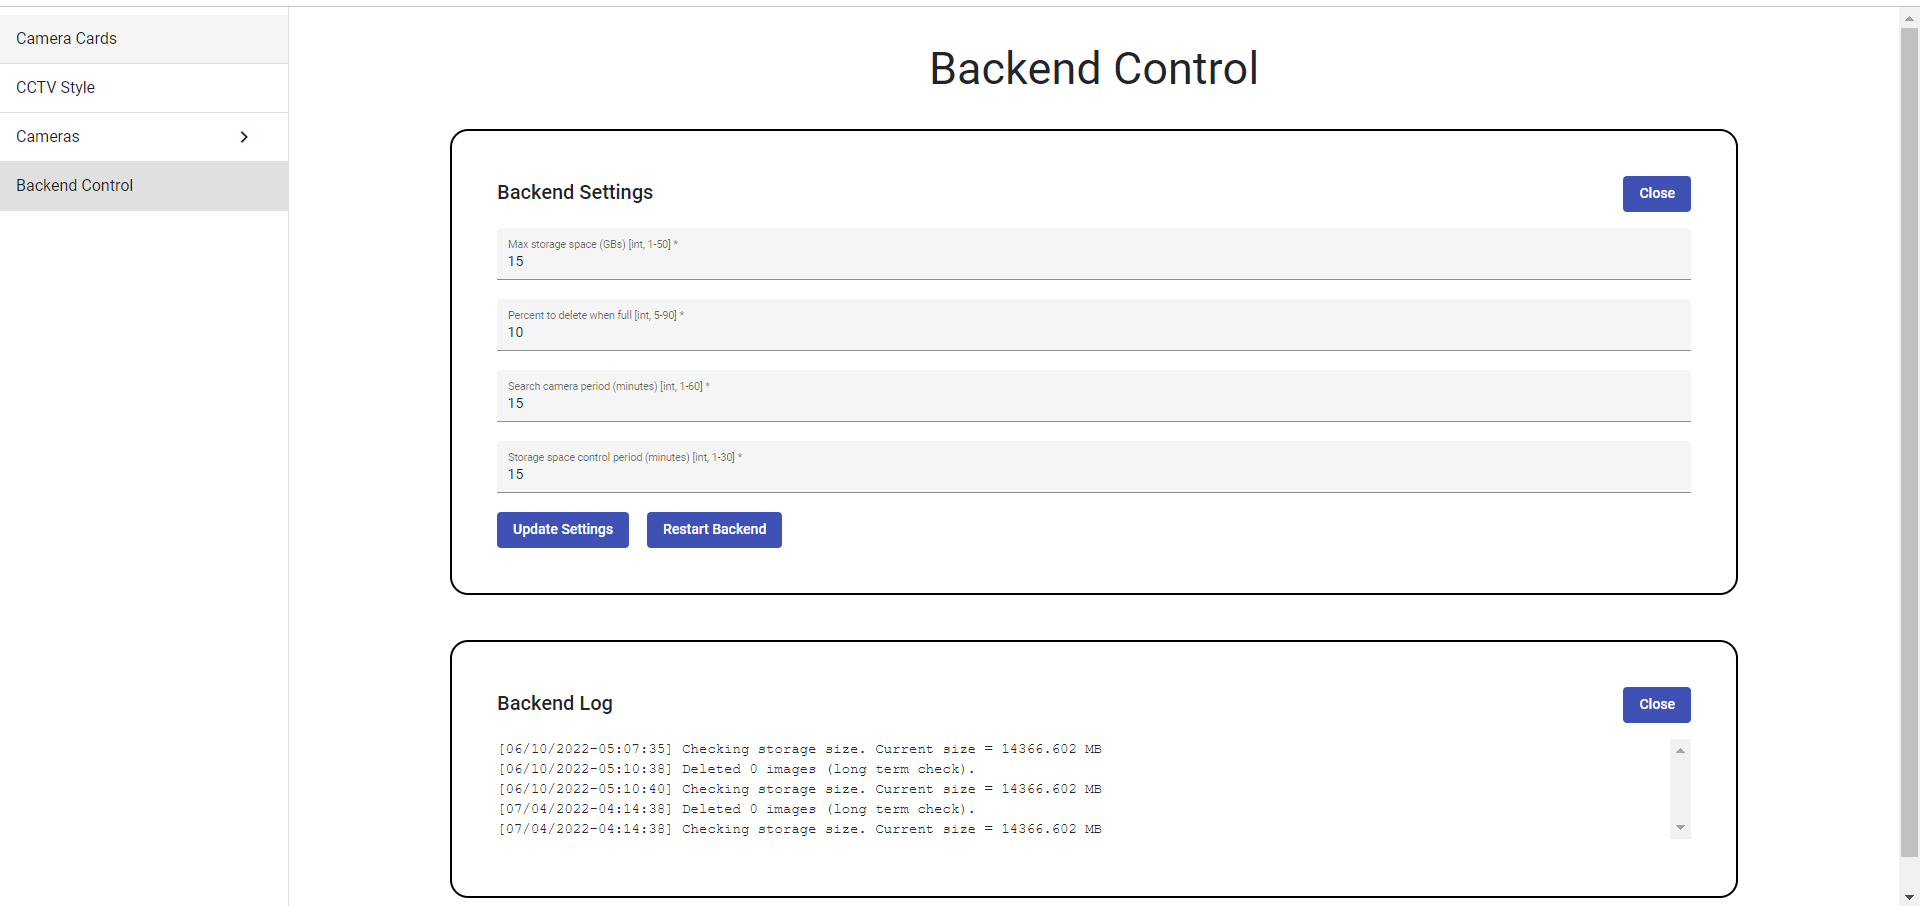 Camera Cards
CCTV Style
Cameras
Backend Control
Backend Control
Backend Settings
Close
Max storage space (GBs) [int, 1-50] *
15
Percent to delete when full [int, 5-90] *
10
Search camera period (minutes) [int, 1-60] *
15
Storage space control period (minutes) [int, 1-30] *
15
Update Settings
Restart Backend
Backend Log
Close
[06/10/2022-05:07:35] Checking storage size. Current size = 14366.602 MB
[06/10/2022-05:10:38] Deleted 0 images (long term check).
[06/10/2022-05:10:40] Checking storage size. Current size = 14366.602 MB
[07/04/2022-04:14:38] Deleted 0 images (long term check).
[07/04/2022-04:14:38] Checking storage size. Current size = 14366.602 MB